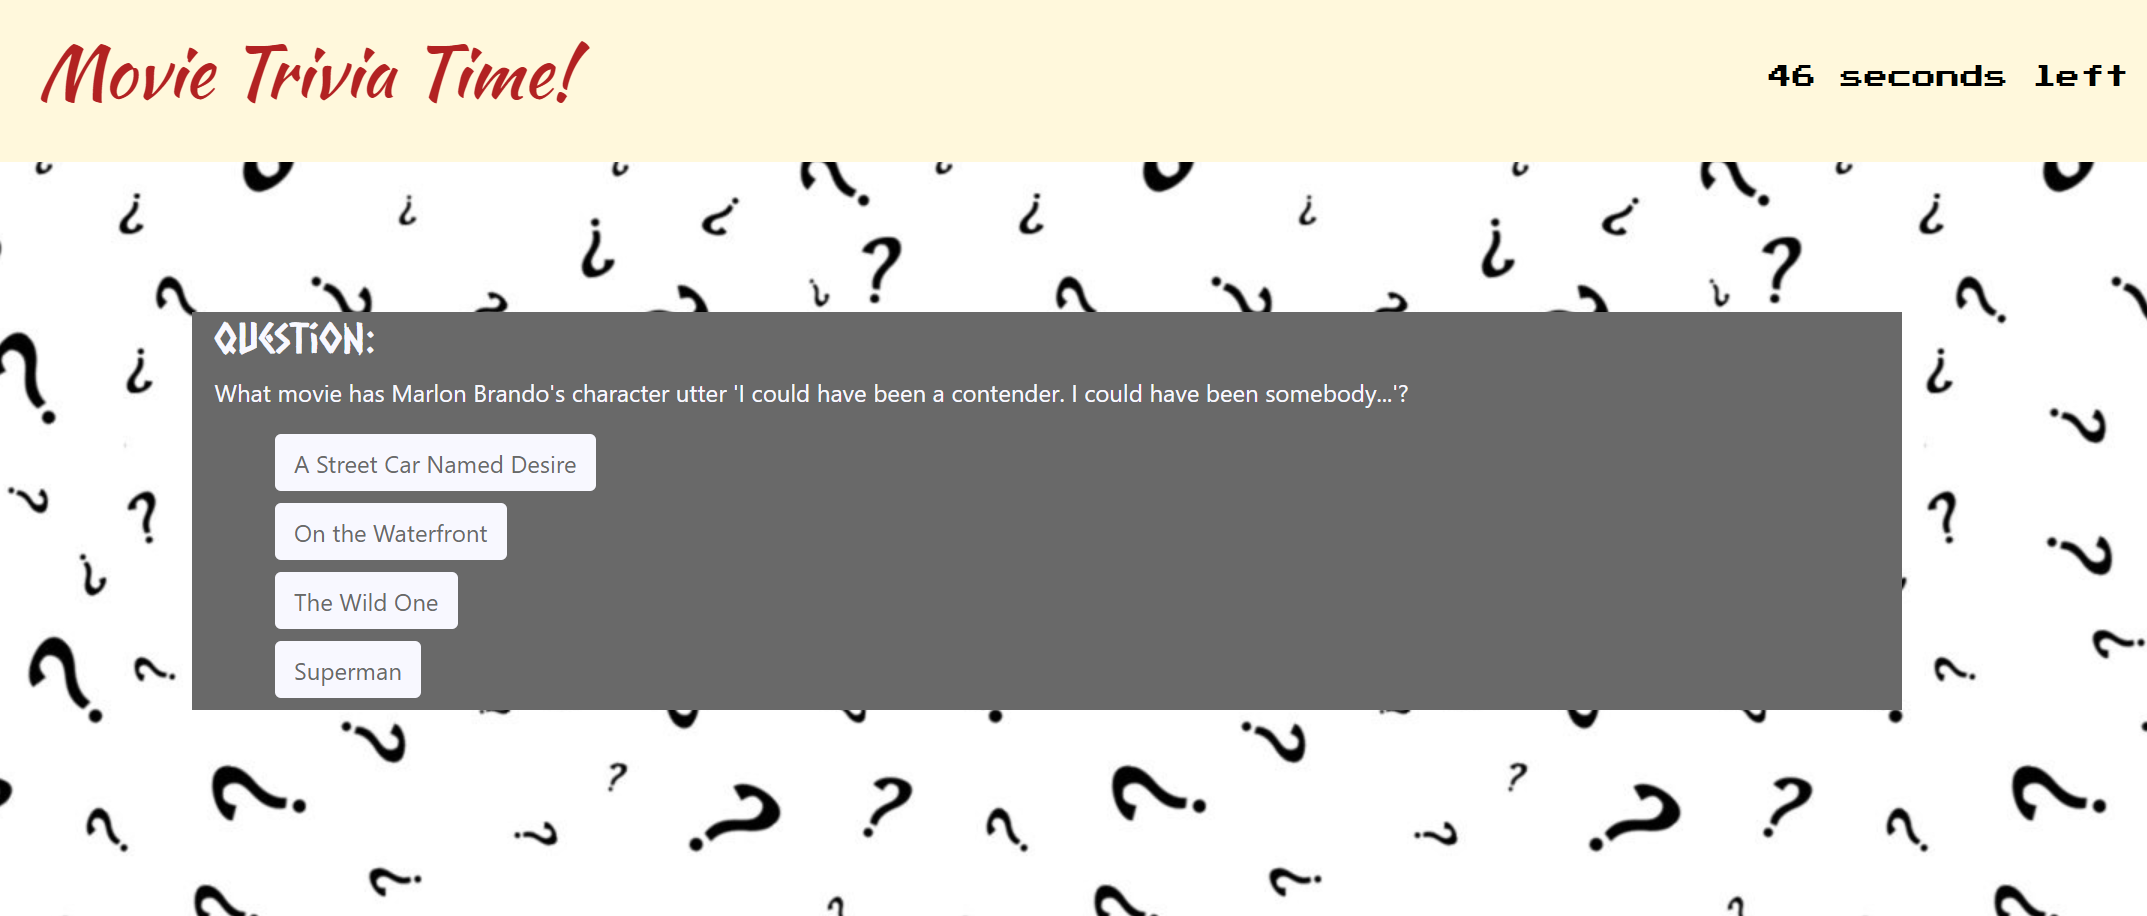 Movie Trivia Time!
46 seconds left
QUESTION:
What movie has Marlon Brando's character utter 'I could have been a contender. I could have been somebody...'?
A Street Car Named Desire
On the Waterfront
The Wild One
Superman